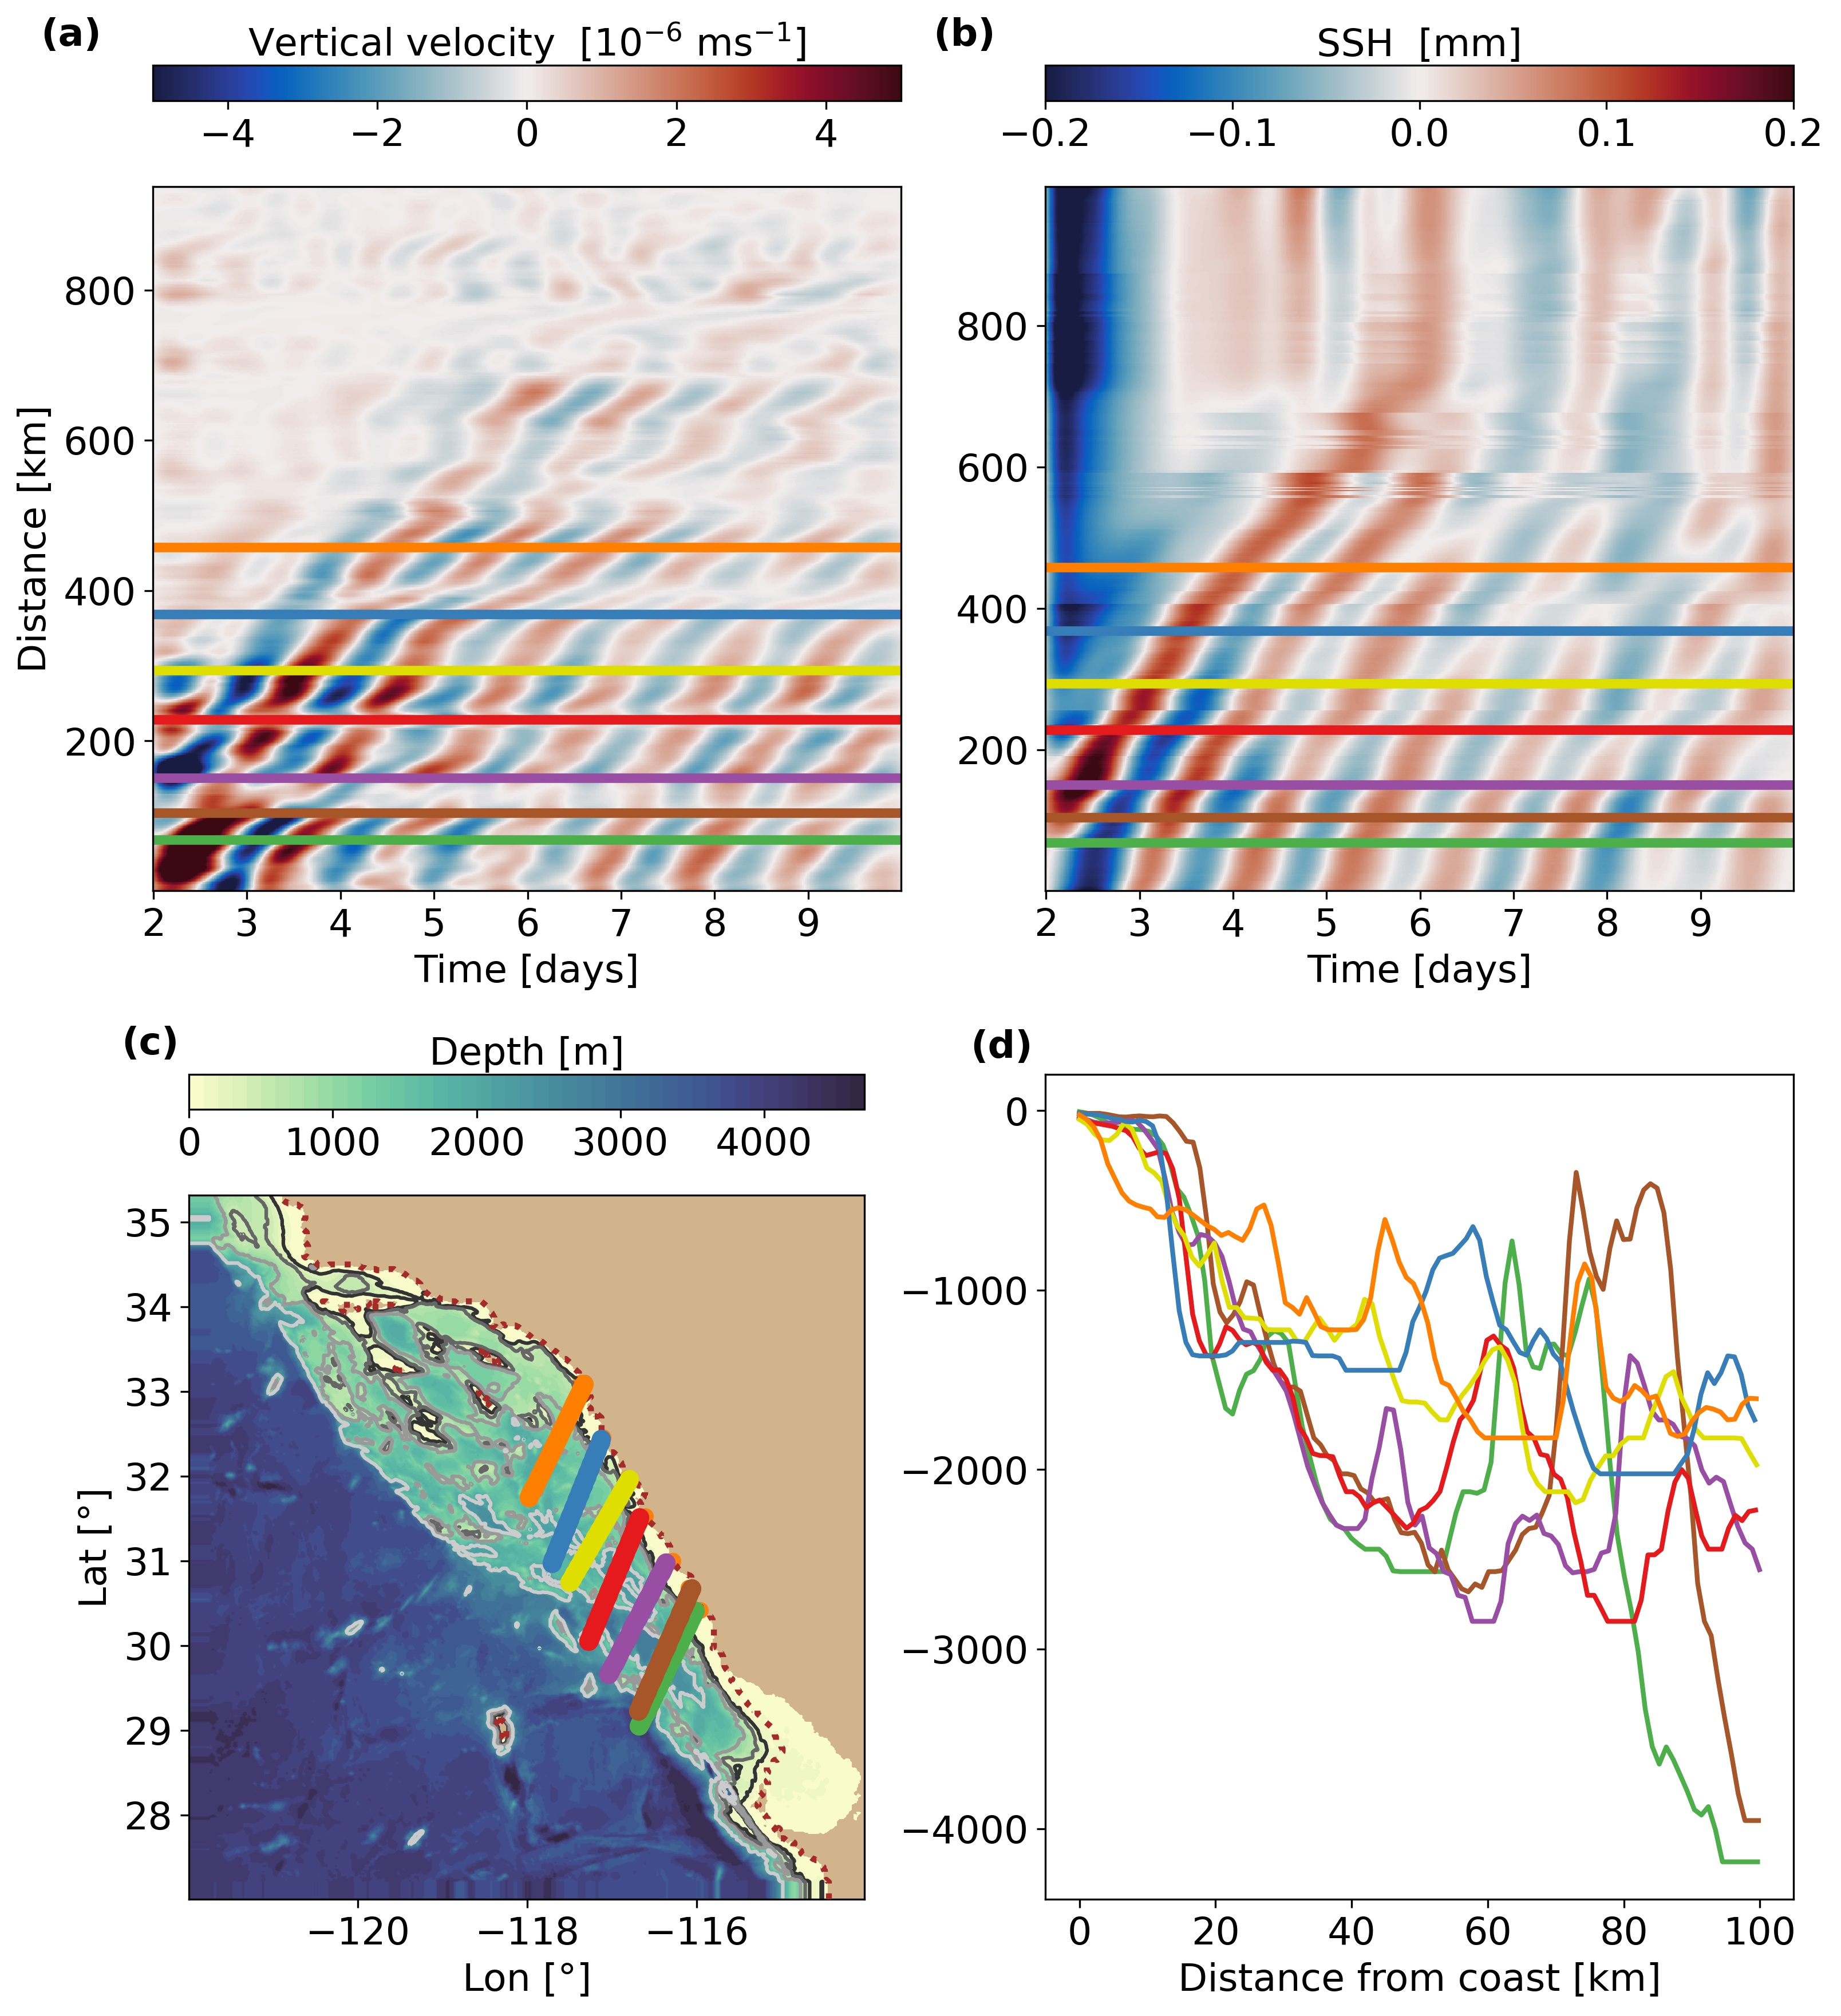 (a)
Vertical velocity [10⁻⁶ ms⁻¹]
−4 −2 0 2 4
800
600
400
200
Distance [km]
2 3 4 5 6 7 8 9
Time [days]
(b)
SSH [mm]
−0.2 −0.1 0.0 0.1 0.2
800
600
400
200
2 3 4 5 6 7 8 9
Time [days]
(c)
Depth [m]
0 1000 2000 3000 4000
35
34
33
32
31
30
29
28
Lat [°]
−120 −118 −116
Lon [°]
(d)
0
−1000
−2000
−3000
−4000
0 20 40 60 80 100
Distance from coast [km]